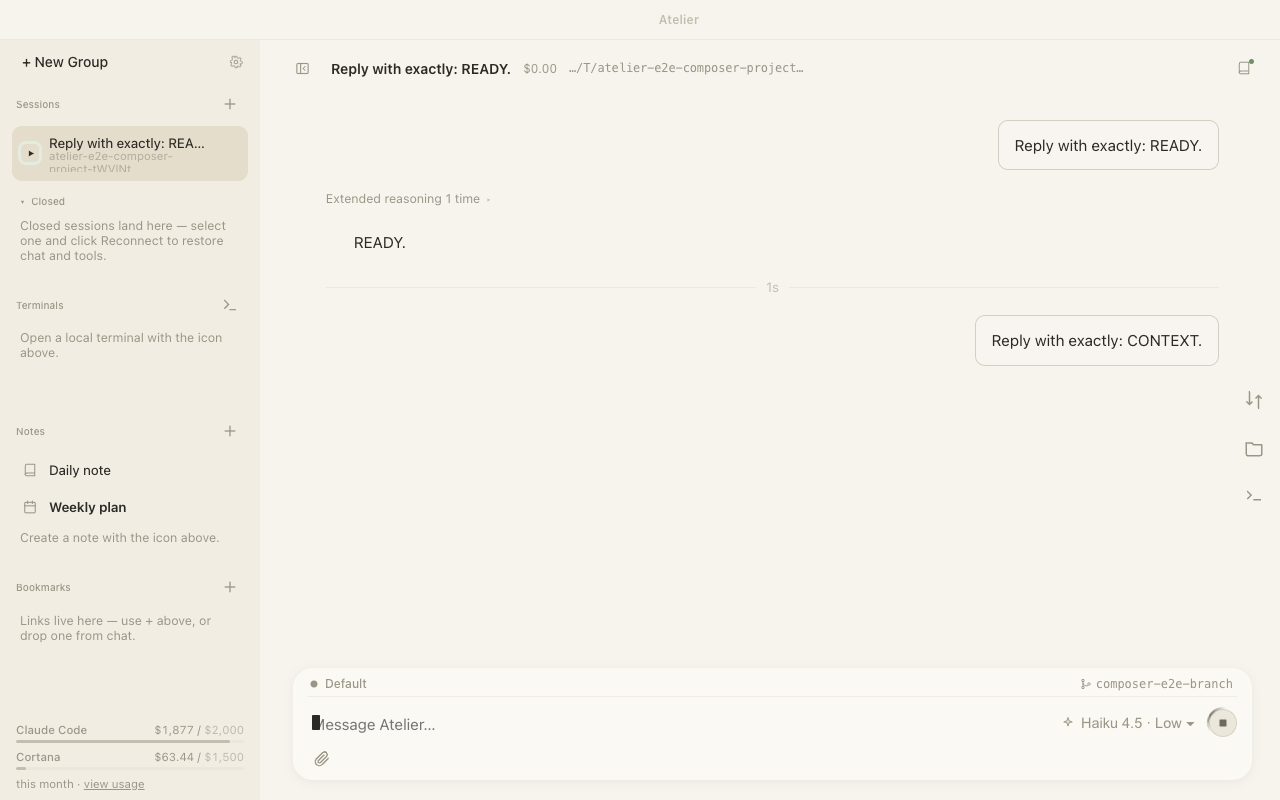 Atelier
+ New Group
Sessions
Reply with exactly: REA...
atelier-e2e-composer-
project-tWVINt
Closed
Closed sessions land here — select
one and click Reconnect to restore
chat and tools.
Terminals
Open a local terminal with the icon
above.
Notes
Daily note
Weekly plan
Create a note with the icon above.
Bookmarks
Links live here — use + above, or
drop one from chat.
Claude Code $1,877 / $2,000
Cortana $63.44 / $1,500
this month · view usage
Reply with exactly: READY. $0.00 …/T/atelier-e2e-composer-project…
Reply with exactly: READY.
Extended reasoning 1 time
READY.
1s
Reply with exactly: CONTEXT.
Default composer-e2e-branch
Message Atelier...
Haiku 4.5 · Low